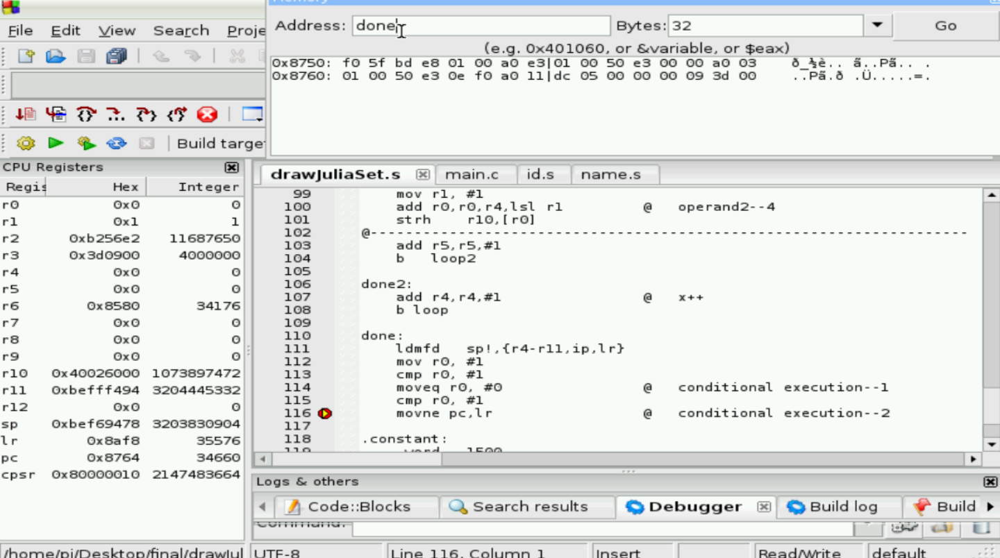 File Edit View Search Proje
Address: done Bytes: 32 Go
(e.g. 0x401060, or &variable, or $eax)
0x8750: f0 5f bd e8 01 00 a0 e3|01 00 50 e3 00 00 a0 03 ð_½è.. ã..Pã.. .
0x8760: 01 00 50 e3 0e f0 a0 11|dc 05 00 00 00 09 3d 00 ..Pã.ð .Ü.....=.
Build targe
CPU Registers
Regis Hex Integer
r0 0x0 0
r1 0x1 1
r2 0xb256e2 11687650
r3 0x3d0900 4000000
r4 0x0 0
r5 0x0 0
r6 0x8580 34176
r7 0x0 0
r8 0x0 0
r9 0x0 0
r10 0x40026000 1073897472
r11 0xbefff494 3204445332
r12 0x0 0
sp 0xbef69478 3203830904
lr 0x8af8 35576
pc 0x8764 34660
cpsr 0x80000010 2147483664
drawJuliaSet.s main.c id.s name.s
99 mov r1, #1
100 add r0,r0,r4,lsl r1 @ operand2--4
101 strh r10,[r0]
102 @--------------------------------------------------------------------
103 add r5,r5,#1
104 b loop2
105
106 done2:
107 add r4,r4,#1 @ x++
108 b loop
109
110 done:
111 ldmfd sp!,{r4-r11,ip,lr}
112 mov r0, #1
113 cmp r0, #1
114 moveq r0, #0 @ conditional execution--1
115 cmp r0, #1
116 movne pc,lr @ conditional execution--2
117
118 .constant:
119 .word 1500
Logs & others
Code::Blocks Search results Debugger Build log Build
Command:
/home/pi/Desktop/final/drawJul UTF-8 Line 116, Column 1 Insert Read/Write default